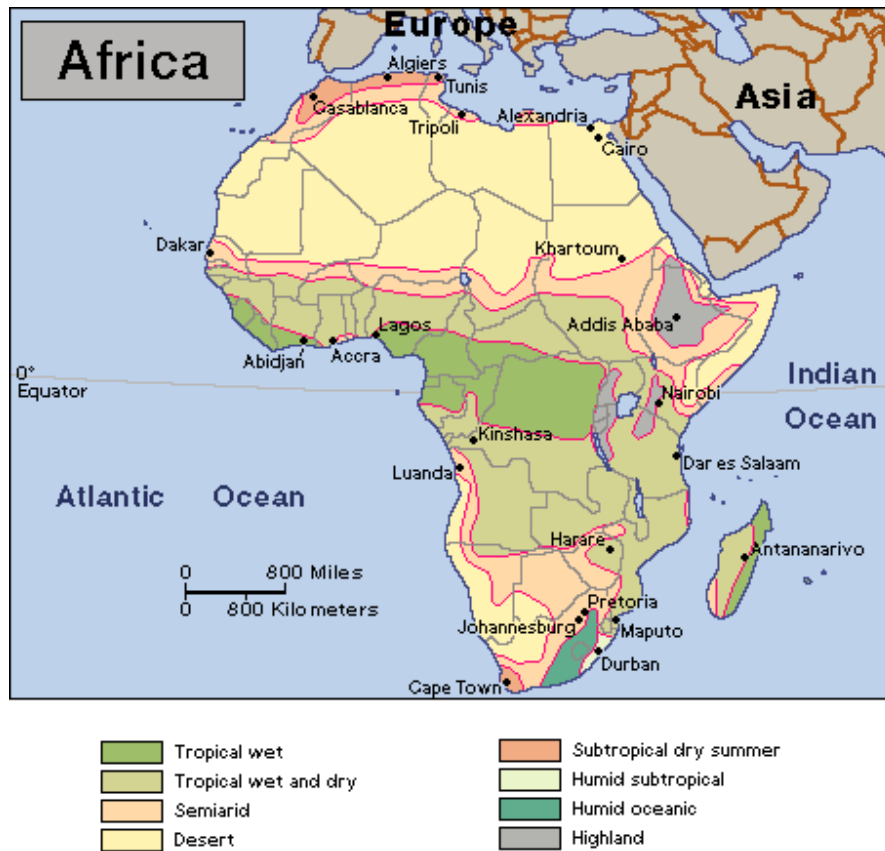 Europe
Africa
Algiers
Tunis
Asia
Casablanca
Alexandria
Tripoli
Cairo
Dakar
Khartoum
Lagos
Addis Ababa
Abidjan
Accra
0°
Equator
Indian
Ocean
Nairobi
Kinshasa
Dar es Salaam
Luanda
Atlantic Ocean
Harare
Antananarivo
0 800 Miles
0 800 Kilometers
Pretoria
Johannesburg
Maputo
Durban
Cape Town
Tropical wet
Tropical wet and dry
Semiarid
Desert
Subtropical dry summer
Humid subtropical
Humid oceanic
Highland